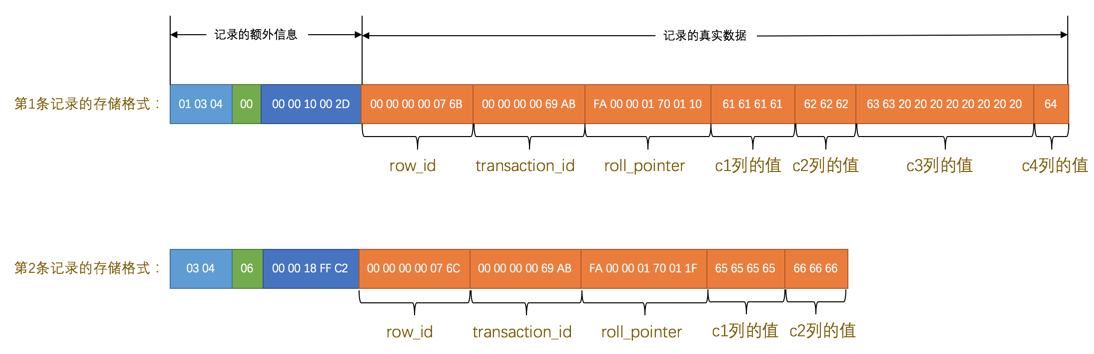 记录的额外信息 记录的真实数据
第1条记录的存储格式： 01 03 04 00 00 00 10 00 2D 00 00 00 00 07 6B 00 00 00 00 69 AB FA 00 00 01 70 01 10 61 61 61 61 62 62 62 63 63 20 20 20 20 20 20 20 20 64
row_id transaction_id roll_pointer c1列的值 c2列的值 c3列的值 c4列的值
第2条记录的存储格式： 03 04 06 00 00 18 FF C2 00 00 00 00 07 6C 00 00 00 00 69 AB FA 00 00 01 70 01 1F 65 65 65 65 66 66 66
row_id transaction_id roll_pointer c1列的值 c2列的值